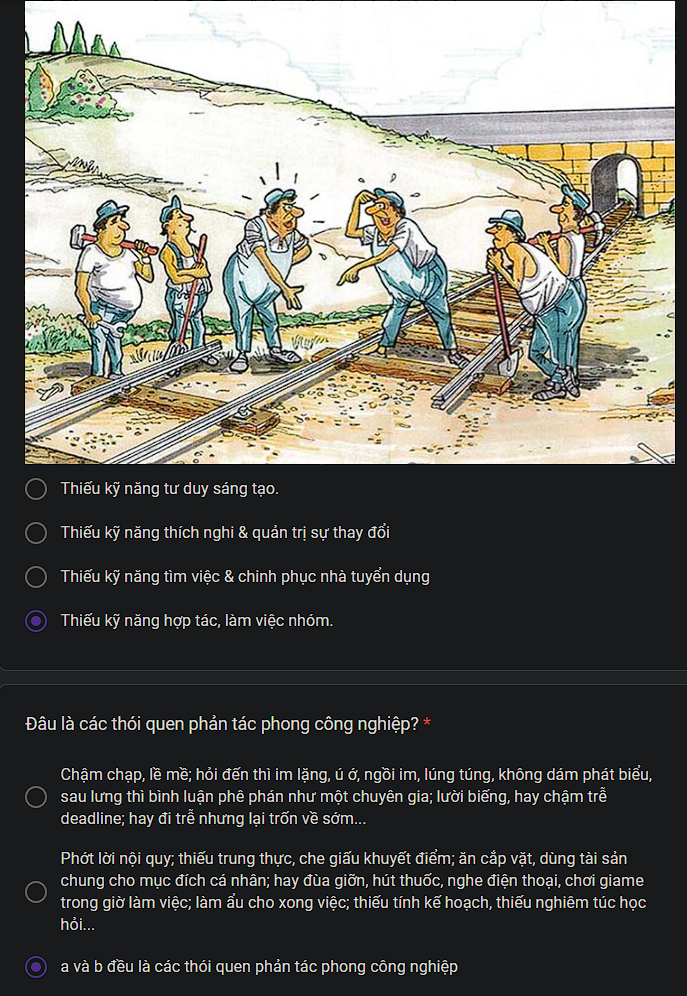 Thiếu kỹ năng tư duy sáng tạo.
Thiếu kỹ năng thích nghi & quản trị sự thay đổi
Thiếu kỹ năng tìm việc & chinh phục nhà tuyển dụng
Thiếu kỹ năng hợp tác, làm việc nhóm.
Đâu là các thói quen phản tác phong công nghiệp? *
Chậm chạp, lề mề; hỏi đến thì im lặng, ú ớ, ngồi im, lúng túng, không dám phát biểu,
sau lưng thì bình luận phê phán như một chuyên gia; lười biếng, hay chậm trễ
deadline; hay đi trễ nhưng lại trốn về sớm...
Phớt lời nội quy; thiếu trung thực, che giấu khuyết điểm; ăn cắp vặt, dùng tài sản
chung cho mục đích cá nhân; hay đùa giỡn, hút thuốc, nghe điện thoại, chơi giame
trong giờ làm việc; làm ẩu cho xong việc; thiếu tính kế hoạch, thiếu nghiêm túc học
hỏi...
a và b đều là các thói quen phản tác phong công nghiệp